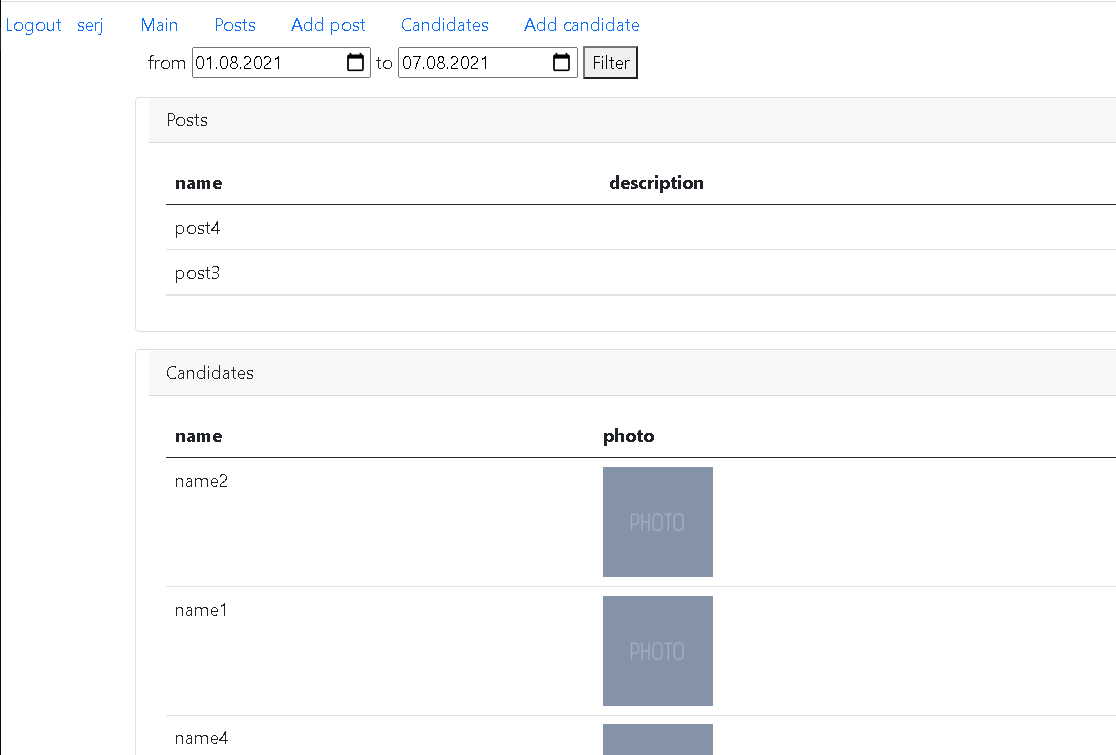 Logout serj Main Posts Add post Candidates Add candidate
from 01.08.2021 to 07.08.2021 Filter
Posts
name description
post4
post3
Candidates
name photo
name2
PHOTO
name1
PHOTO
name4